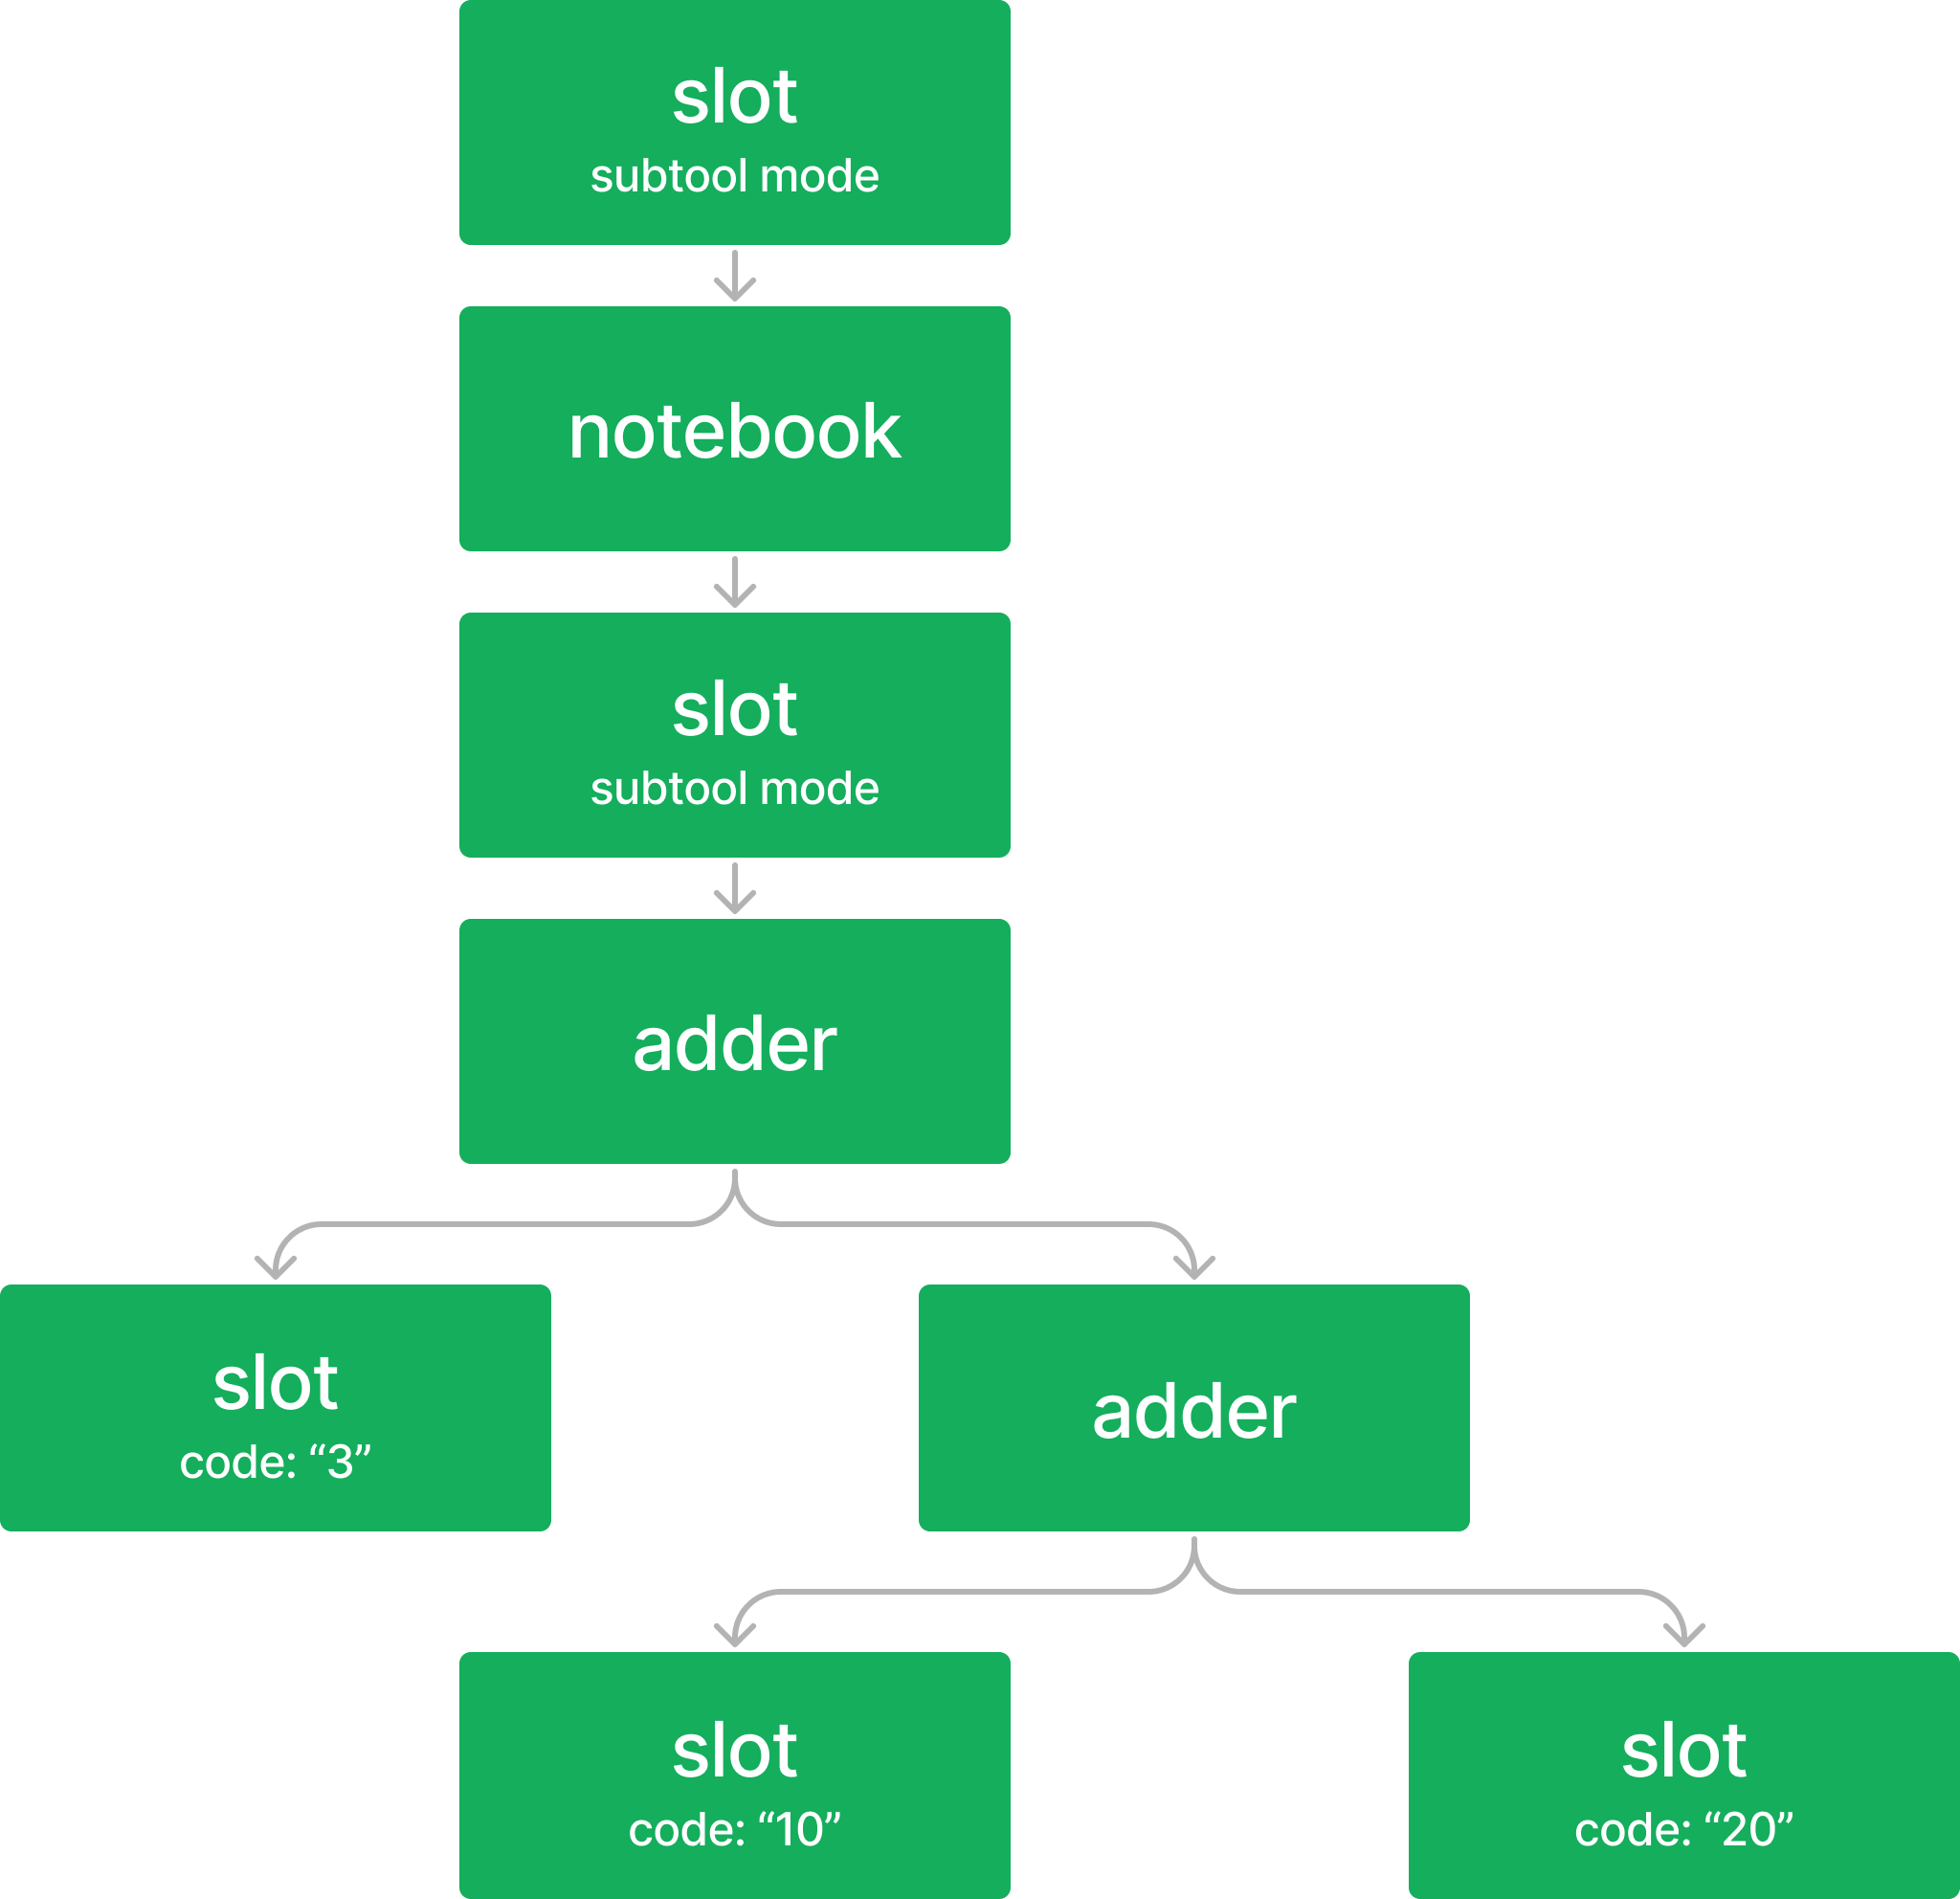 slot
subtool mode
notebook
slot
subtool mode
adder
slot
code: “3”
adder
slot
code: “10”
slot
code: “20”